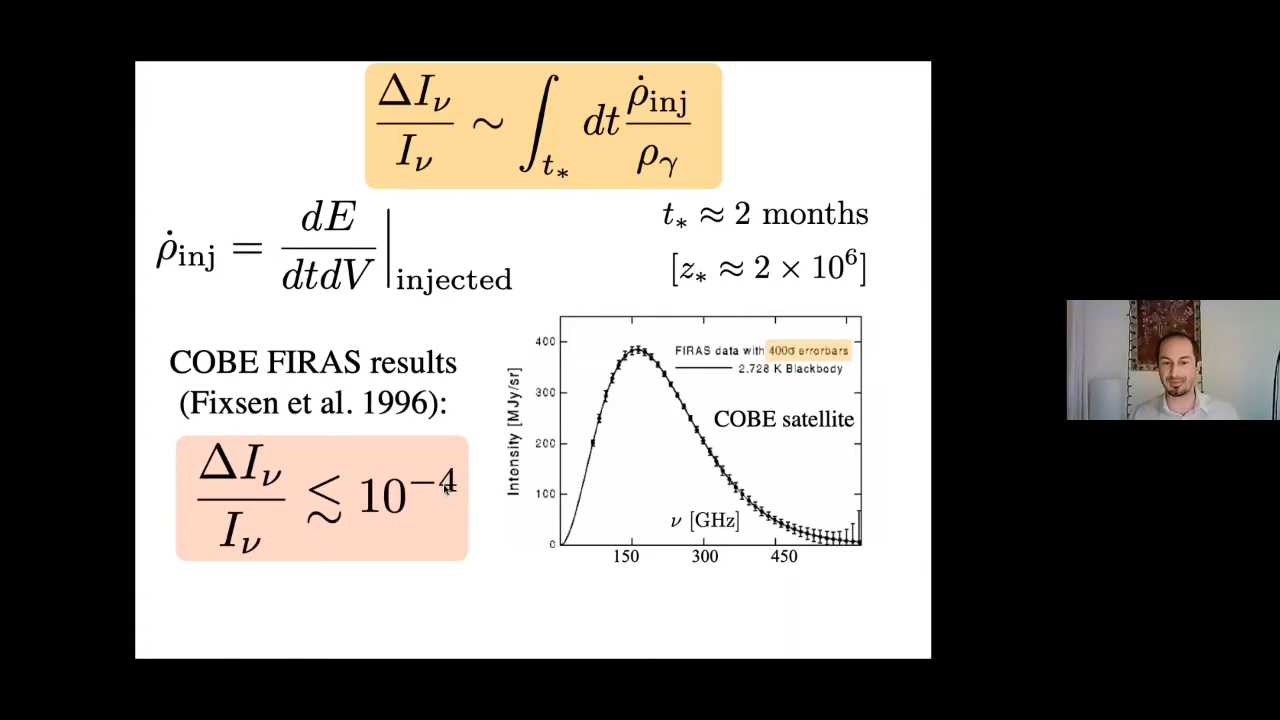 ΔI_ν / I_ν ∼ ∫_{t_*} dt ρ̇_inj / ρ_γ
ρ̇_inj = dE / dtdV |_injected
t_* ≈ 2 months
[z_* ≈ 2 × 10^6]
COBE FIRAS results
(Fixsen et al. 1996):
ΔI_ν / I_ν ≲ 10^{−4}
FIRAS data with 400σ errorbars
2.728 K Blackbody
COBE satellite
Intensity [MJy/sr]
400
300
200
100
0
ν [GHz]
150 300 450